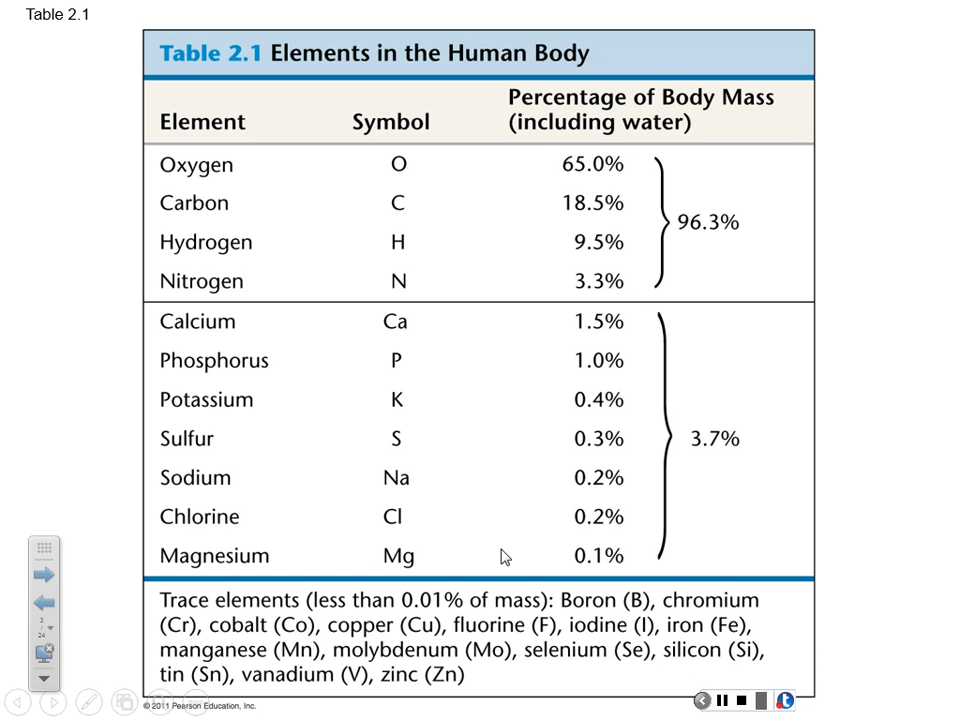 Table 2.1
Table 2.1 Elements in the Human Body
Element Symbol Percentage of Body Mass (including water)
Oxygen O 65.0%
Carbon C 18.5%
96.3%
Hydrogen H 9.5%
Nitrogen N 3.3%
Calcium Ca 1.5%
Phosphorus P 1.0%
Potassium K 0.4%
Sulfur S 0.3% 3.7%
Sodium Na 0.2%
Chlorine Cl 0.2%
Magnesium Mg 0.1%
Trace elements (less than 0.01% of mass): Boron (B), chromium
(Cr), cobalt (Co), copper (Cu), fluorine (F), iodine (I), iron (Fe),
manganese (Mn), molybdenum (Mo), selenium (Se), silicon (Si),
tin (Sn), vanadium (V), zinc (Zn)
© 2011 Pearson Education, Inc.
3
/
24
t